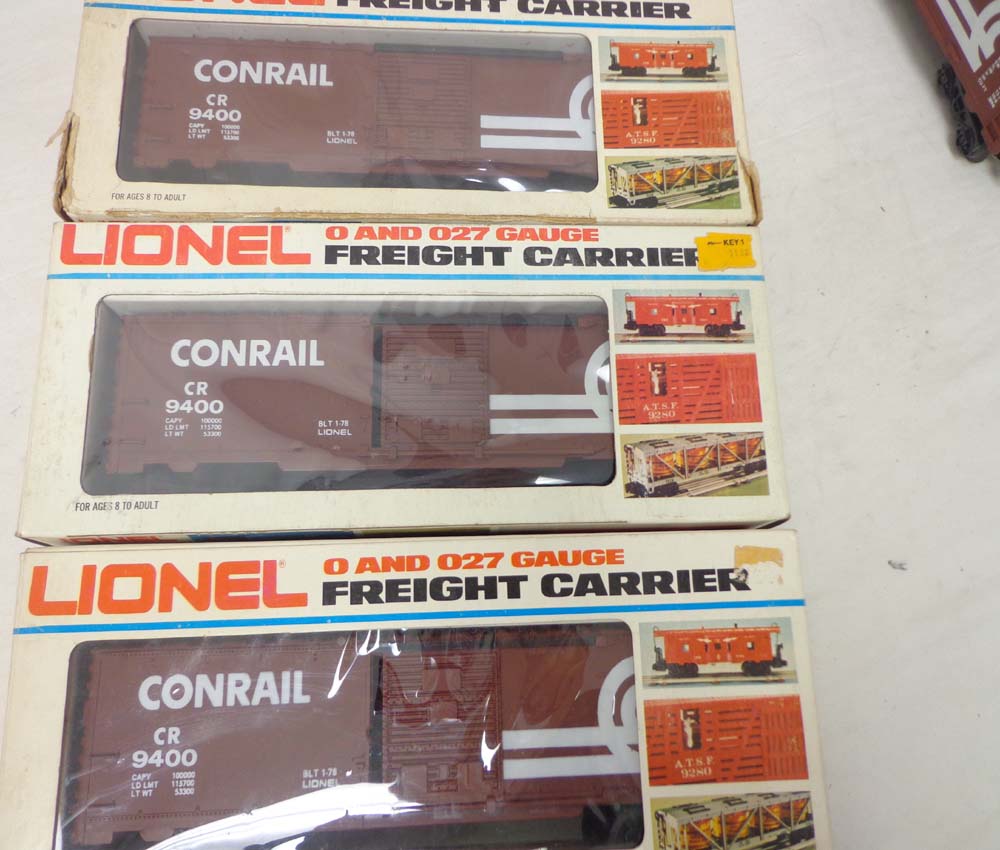 FREIGHT CARRIER
CONRAIL
CR
9400
CAPY 100000
LD LMT 115700
LT WT 53300
BLT 1-78
LIONEL
A.T.S.F.
9280
FOR AGES 8 TO ADULT
LIONEL
O AND 027 GAUGE
FREIGHT CARRIER
KEY1
CONRAIL
CR
9400
CAPY 100000
LD LMT 115700
LT WT 53300
BLT 1-78
LIONEL
A.T.S.F.
9280
FOR AGES 8 TO ADULT
LIONEL®
O AND 027 GAUGE
FREIGHT CARRIER
CONRAIL
CR
9400
CAPY 100000
LD LMT 115700
LT WT 53300
BLT 1-78
LIONEL
A.T.S.F.
9280